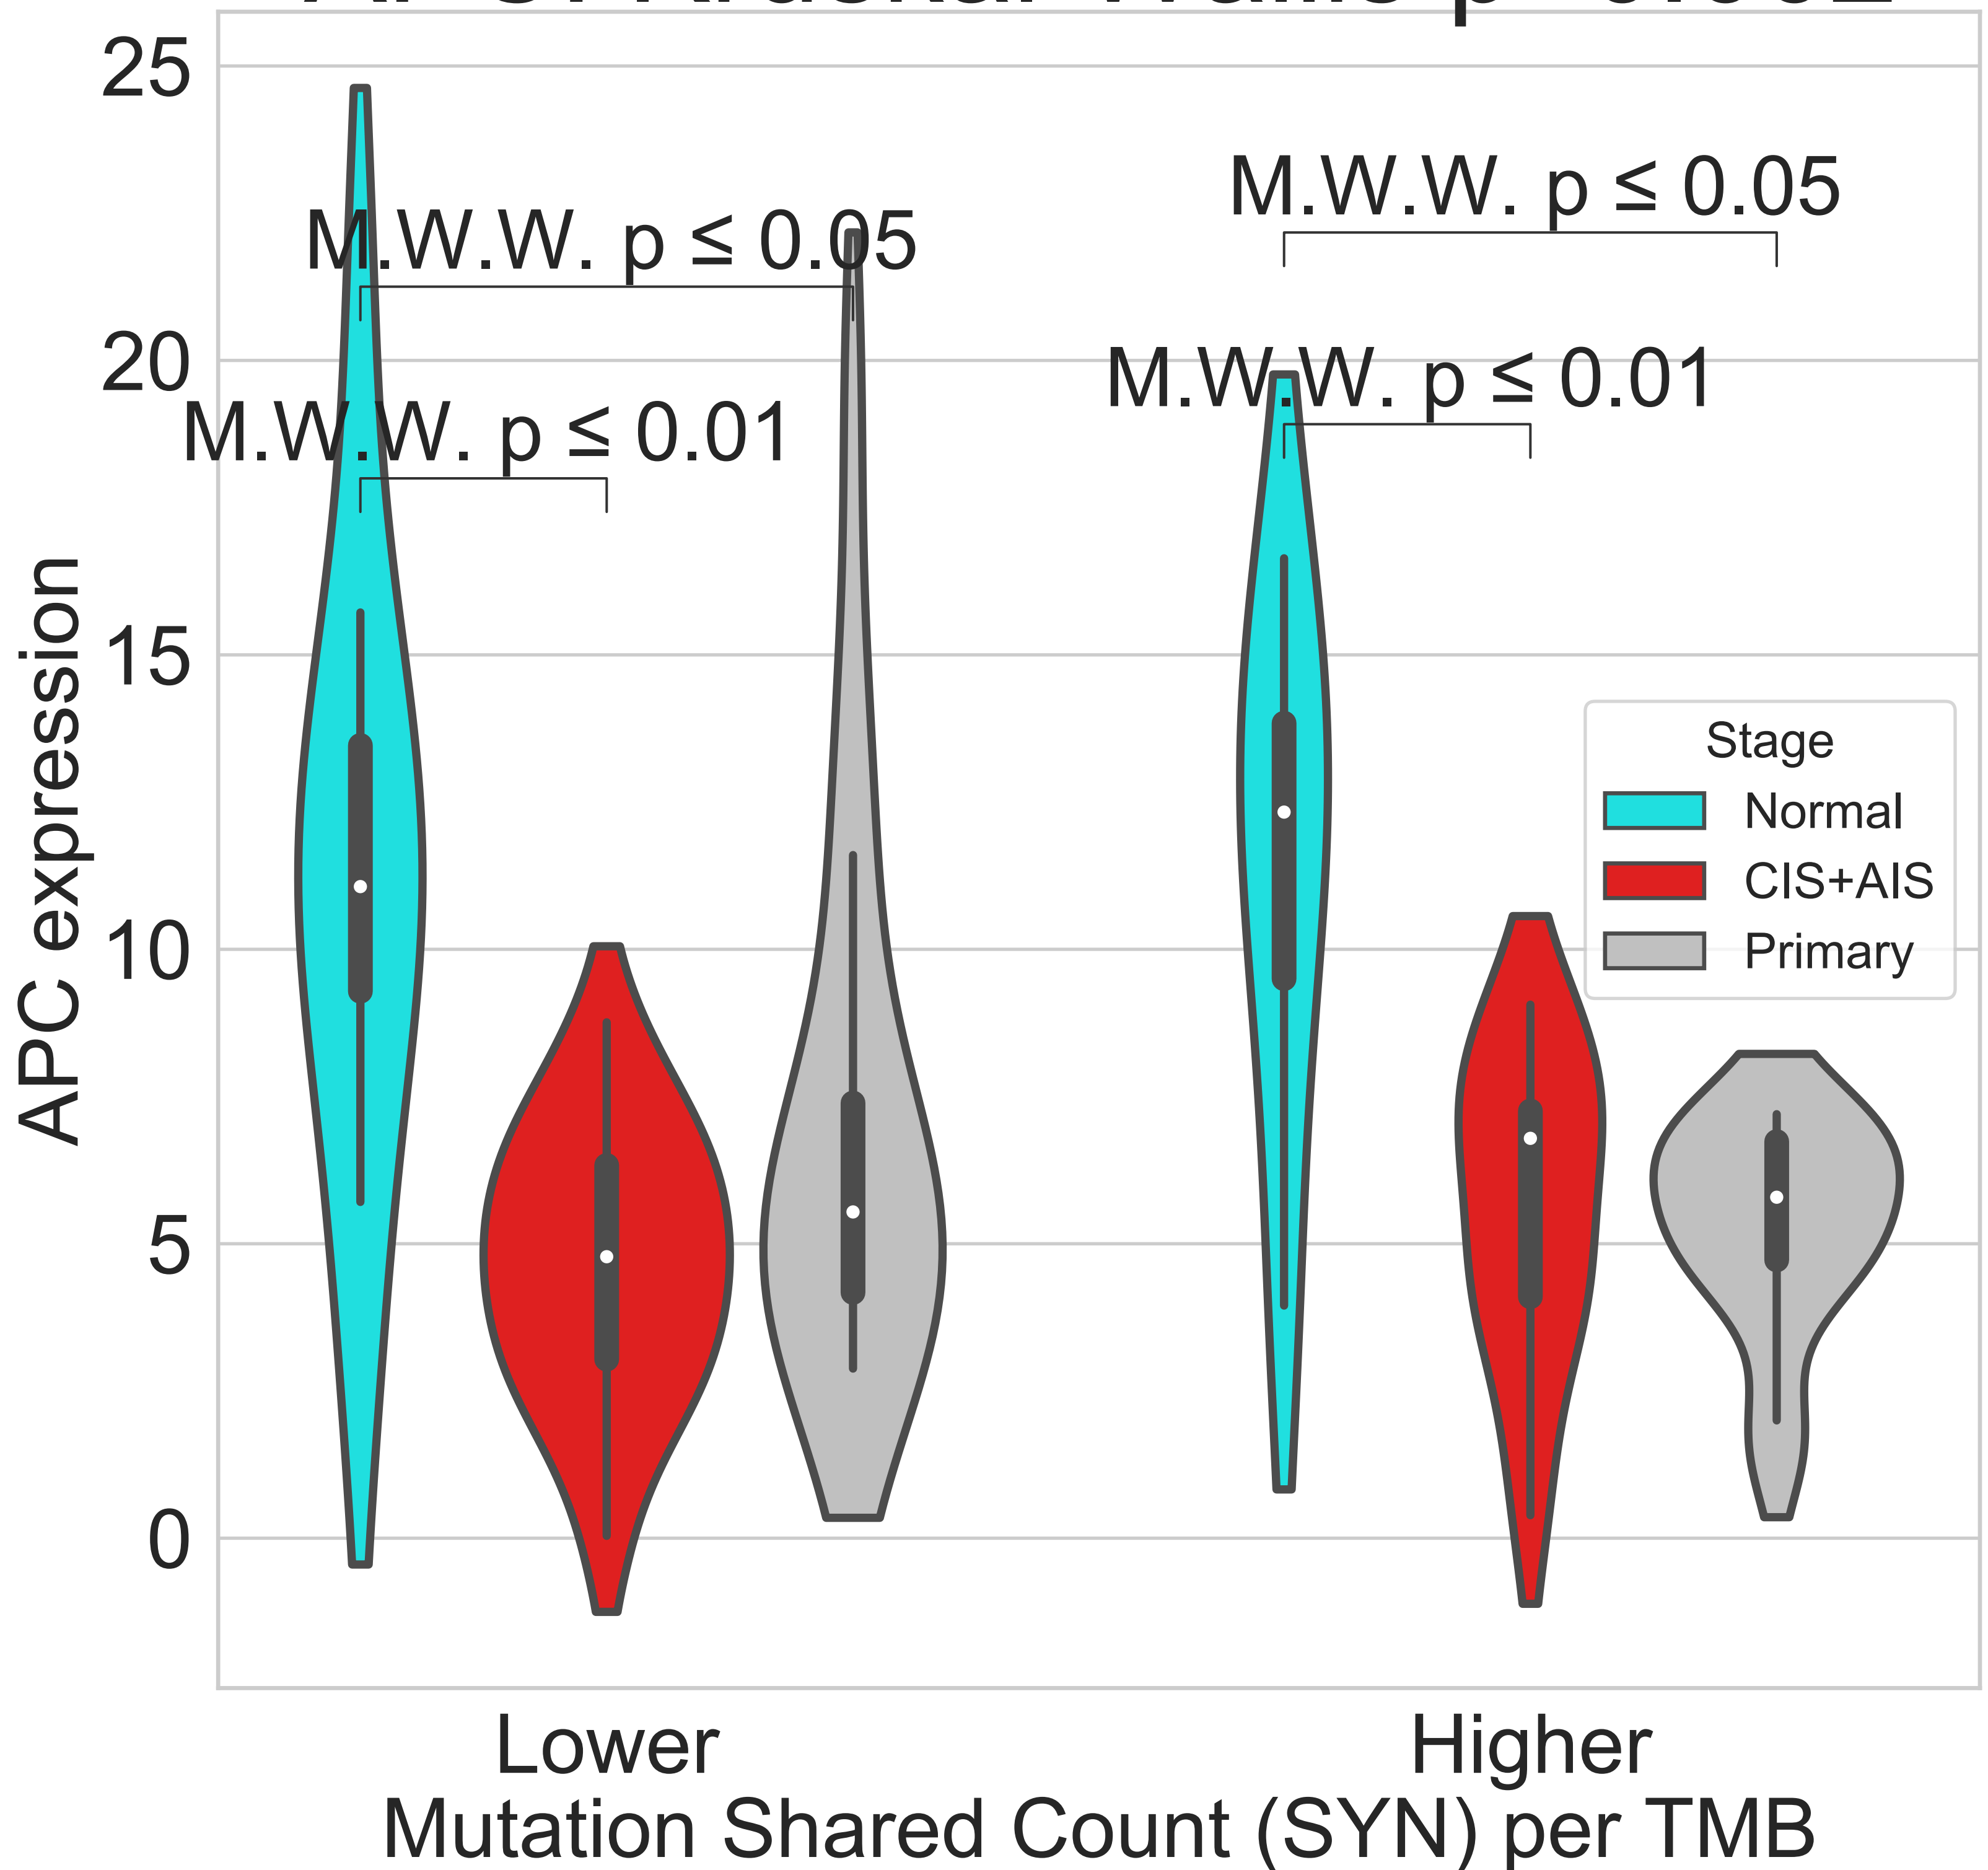 25
20
15
10
5
0
APC expression
M.W.W. p ≤ 0.05
M.W.W. p ≤ 0.01
M.W.W. p ≤ 0.05
M.W.W. p ≤ 0.01
Stage
Normal
CIS+AIS
Primary
Lower
Higher
Mutation Shared Count (SYN) per TMB